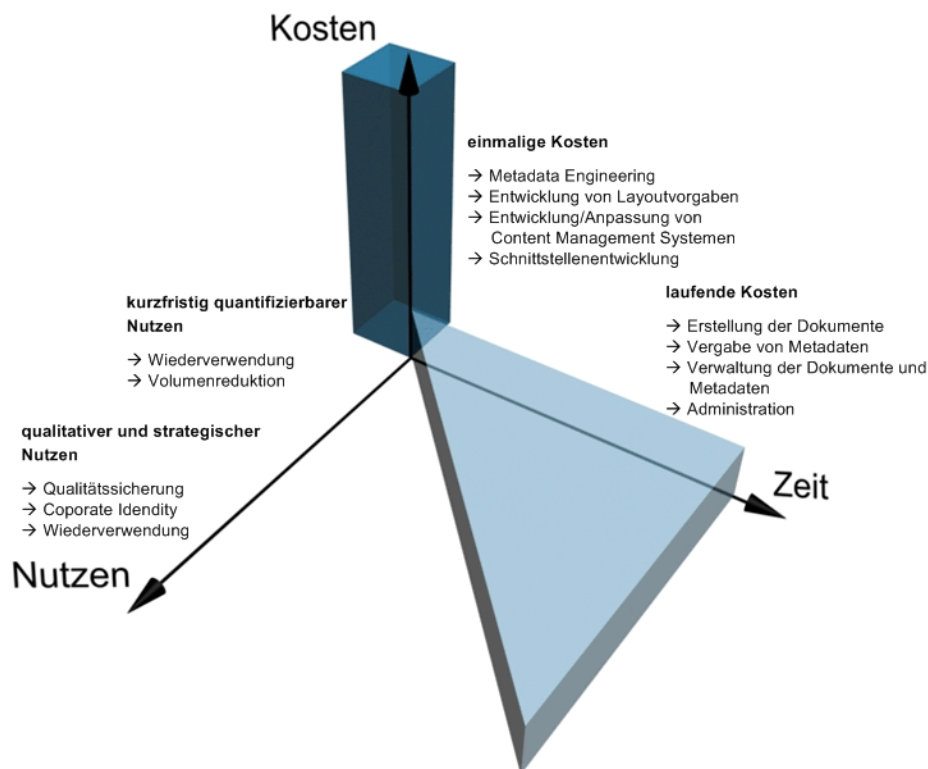 Kosten
einmalige Kosten
→ Metadata Engineering
→ Entwicklung von Layoutvorgaben
→ Entwicklung/Anpassung von
Content Management Systemen
→ Schnittstellenentwicklung
laufende Kosten
→ Erstellung der Dokumente
→ Vergabe von Metadaten
→ Verwaltung der Dokumente und
Metadaten
→ Administration
kurzfristig quantifizierbarer
Nutzen
→ Wiederverwendung
→ Volumenreduktion
qualitativer und strategischer
Nutzen
→ Qualitätssicherung
→ Coporate Idendity
→ Wiederverwendung
Zeit
Nutzen